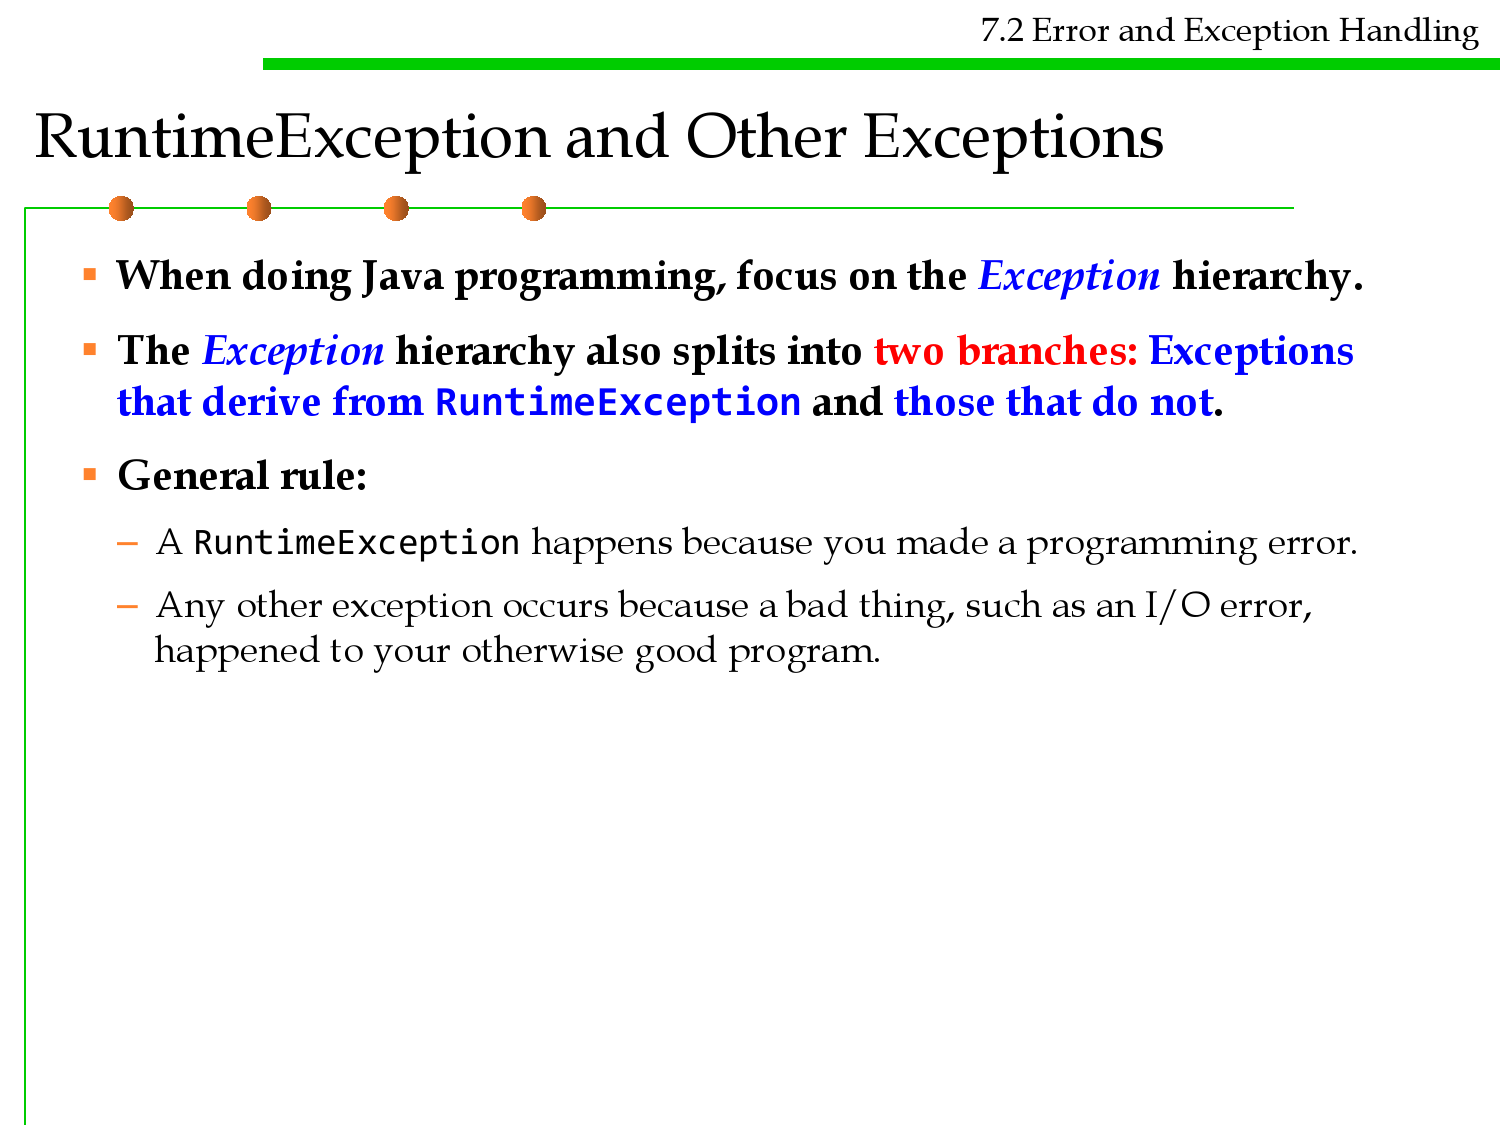 7.2 Error and Exception Handling
RuntimeException and Other Exceptions
▪ When doing Java programming, focus on the Exception hierarchy.
▪ The Exception hierarchy also splits into two branches: Exceptions
that derive from RuntimeException and those that do not.
▪ General rule:
– A RuntimeException happens because you made a programming error.
– Any other exception occurs because a bad thing, such as an I/O error,
happened to your otherwise good program.